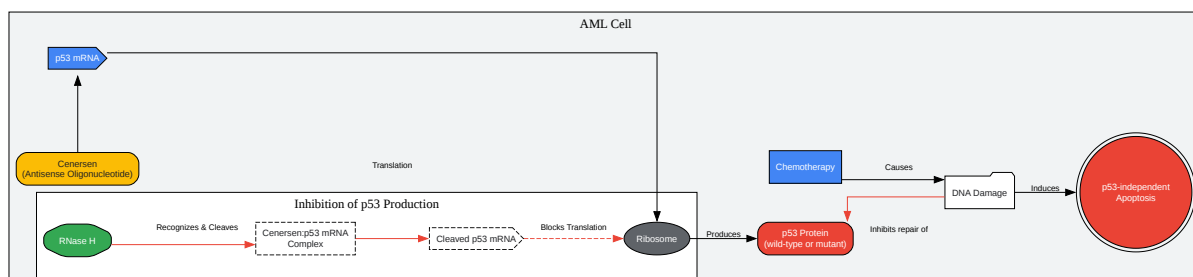 AML Cell
p53 mRNA
Cenersen
(Antisense Oligonucleotide)
Translation
Chemotherapy
Causes
DNA Damage
Induces
p53-independent
Apoptosis
Inhibition of p53 Production
RNase H
Recognizes & Cleaves
Cenersen:p53 mRNA
Complex
Cleaved p53 mRNA
Blocks Translation
Ribosome
Produces
p53 Protein
(wild-type or mutant)
Inhibits repair of